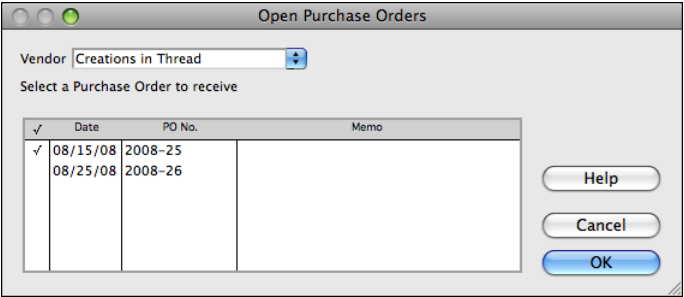 Open Purchase Orders
Vendor Creations in Thread
Select a Purchase Order to receive
√ Date PO No. Memo
√ 08/15/08 2008-25
08/25/08 2008-26
Help
Cancel
OK